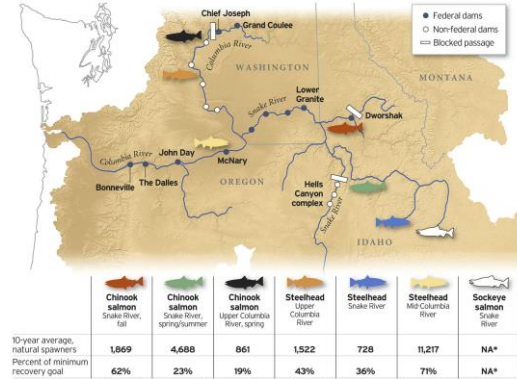 Chief Joseph
Grand Coulee
Federal dams
Non-federal dams
Blocked passage
Columbia River
WASHINGTON
MONTANA
Lower
Granite
Snake River
Dworshak
Columbia River
John Day
McNary
Bonneville
The Dalles
OREGON
Hells
Canyon
complex
Snake River
IDAHO
Chinook salmon Snake River, fall
Chinook salmon Snake River, spring/summer
Chinook salmon Upper Columbia River, spring
Steelhead Upper Columbia River
Steelhead Snake River
Steelhead Mid-Columbia River
Sockeye salmon Snake River
10-year average, natural spawners 1,869 4,688 861 1,522 728 11,217 NA*
Percent of minimum recovery goal 62% 23% 19% 43% 36% 71% NA*